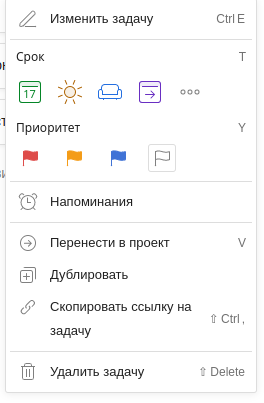 Изменить задачу Ctrl E
Срок T
17
Приоритет Y
Напоминания
Перенести в проект V
Дублировать
Скопировать ссылку на
задачу ⇧ Ctrl ,
Удалить задачу ⇧ Delete